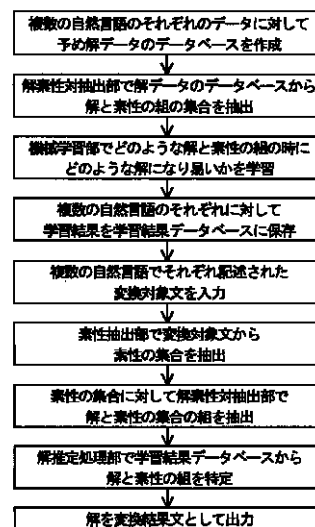 複数の自然言語のそれぞれのデータに対して
予め解データのデータベースを作成
解素性対抽出部で解データのデータベースから
解と素性の組の集合を抽出
機械学習部でどのような解と素性の組の時に
どのような解になり易いかを学習
複数の自然言語のそれぞれに対して
学習結果を学習結果データベースに保存
複数の自然言語でそれぞれ記述された
変換対象文を入力
素性抽出部で変換対象文から
素性の集合を抽出
素性の集合に対して解素性対抽出部で
解と素性の集合の組を抽出
解推定処理部で学習結果データベースから
解と素性の組を特定
解を変換結果文として出力